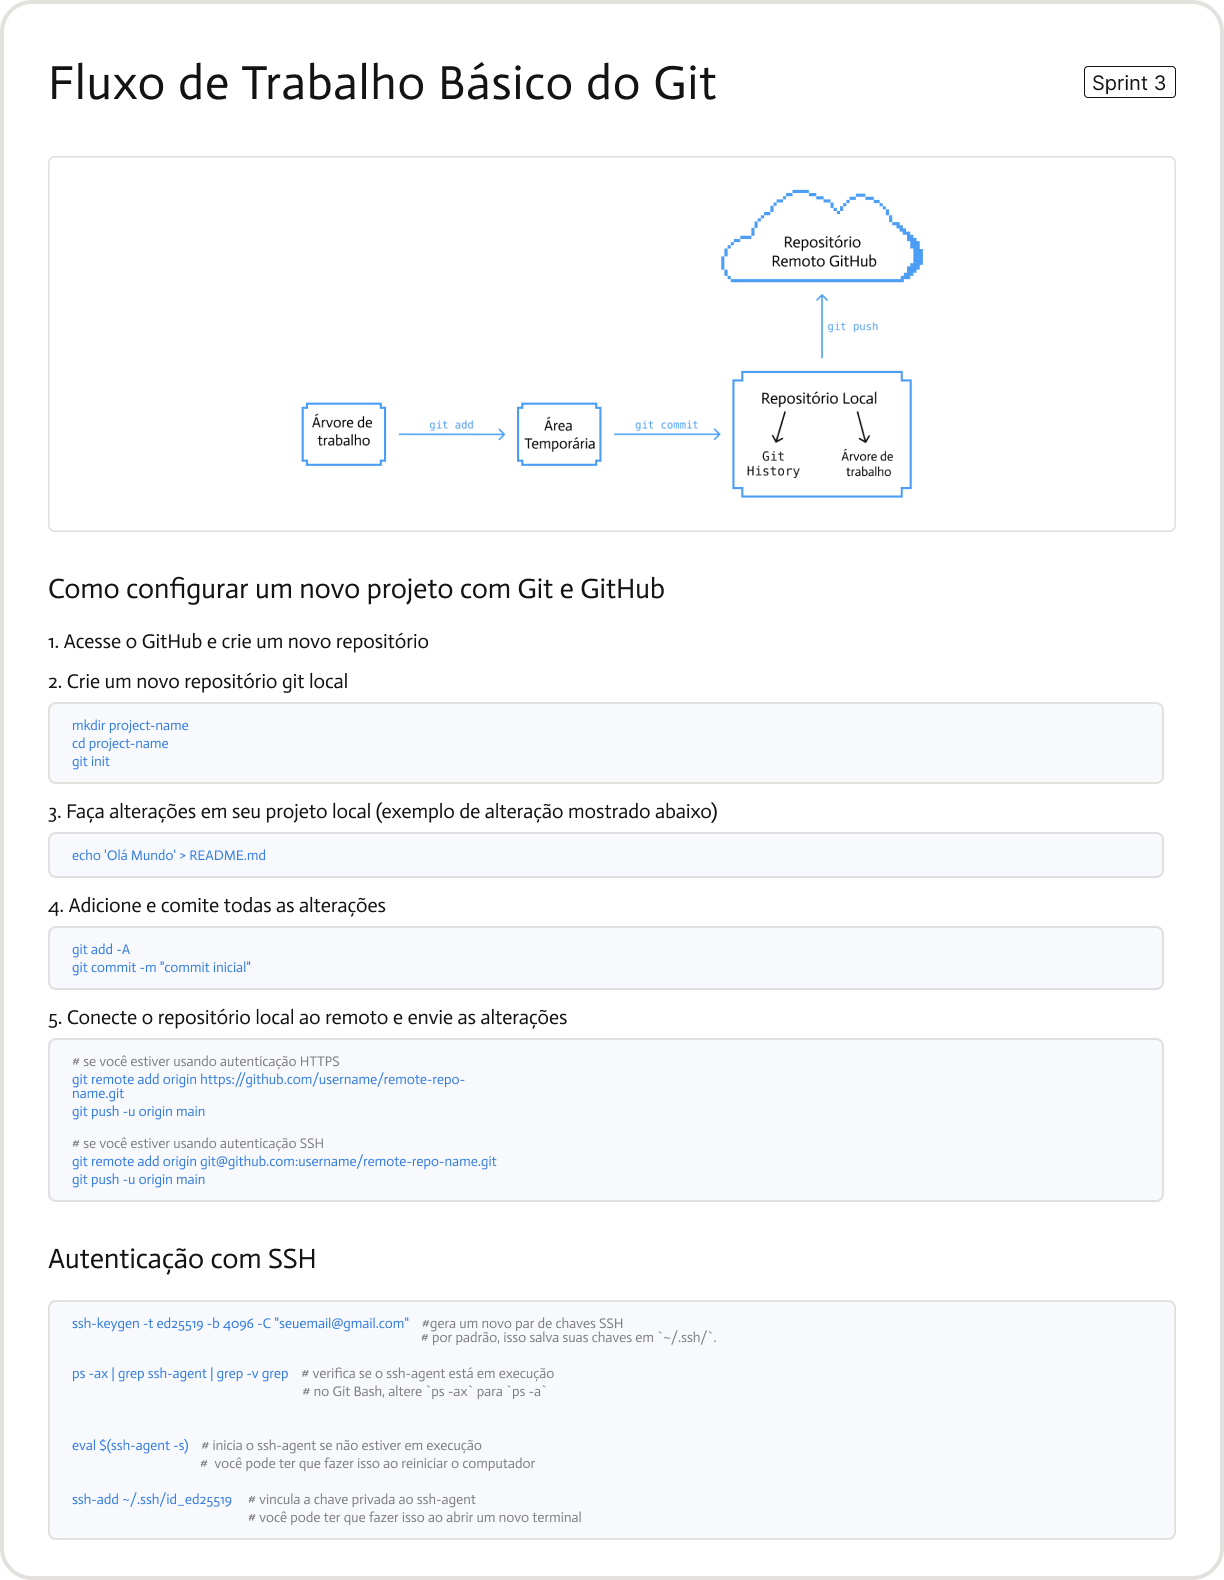 Fluxo de Trabalho Básico do Git
Sprint 3
Repositório
Remoto GitHub
git push
Árvore de
trabalho
git add
Área
Temporária
git commit
Repositório Local
Git
History
Árvore de
trabalho
Como configurar um novo projeto com Git e GitHub
1. Acesse o GitHub e crie um novo repositório
2. Crie um novo repositório git local
mkdir project-name
cd project-name
git init
3. Faça alterações em seu projeto local (exemplo de alteração mostrado abaixo)
echo 'Olá Mundo' > README.md
4. Adicione e comite todas as alterações
git add -A
git commit -m "commit inicial"
5. Conecte o repositório local ao remoto e envie as alterações
# se você estiver usando autenticação HTTPS
git remote add origin https://github.com/username/remote-repo-
name.git
git push -u origin main
# se você estiver usando autenticação SSH
git remote add origin git@github.com:username/remote-repo-name.git
git push -u origin main
Autenticação com SSH
ssh-keygen -t ed25519 -b 4096 -C "seuemail@gmail.com" #gera um novo par de chaves SSH
# por padrão, isso salva suas chaves em `~/.ssh/`.
ps -ax | grep ssh-agent | grep -v grep # verifica se o ssh-agent está em execução
# no Git Bash, altere `ps -ax` para `ps -a`
eval $(ssh-agent -s) # inicia o ssh-agent se não estiver em execução
# você pode ter que fazer isso ao reiniciar o computador
ssh-add ~/.ssh/id_ed25519 # vincula a chave privada ao ssh-agent
# você pode ter que fazer isso ao abrir um novo terminal